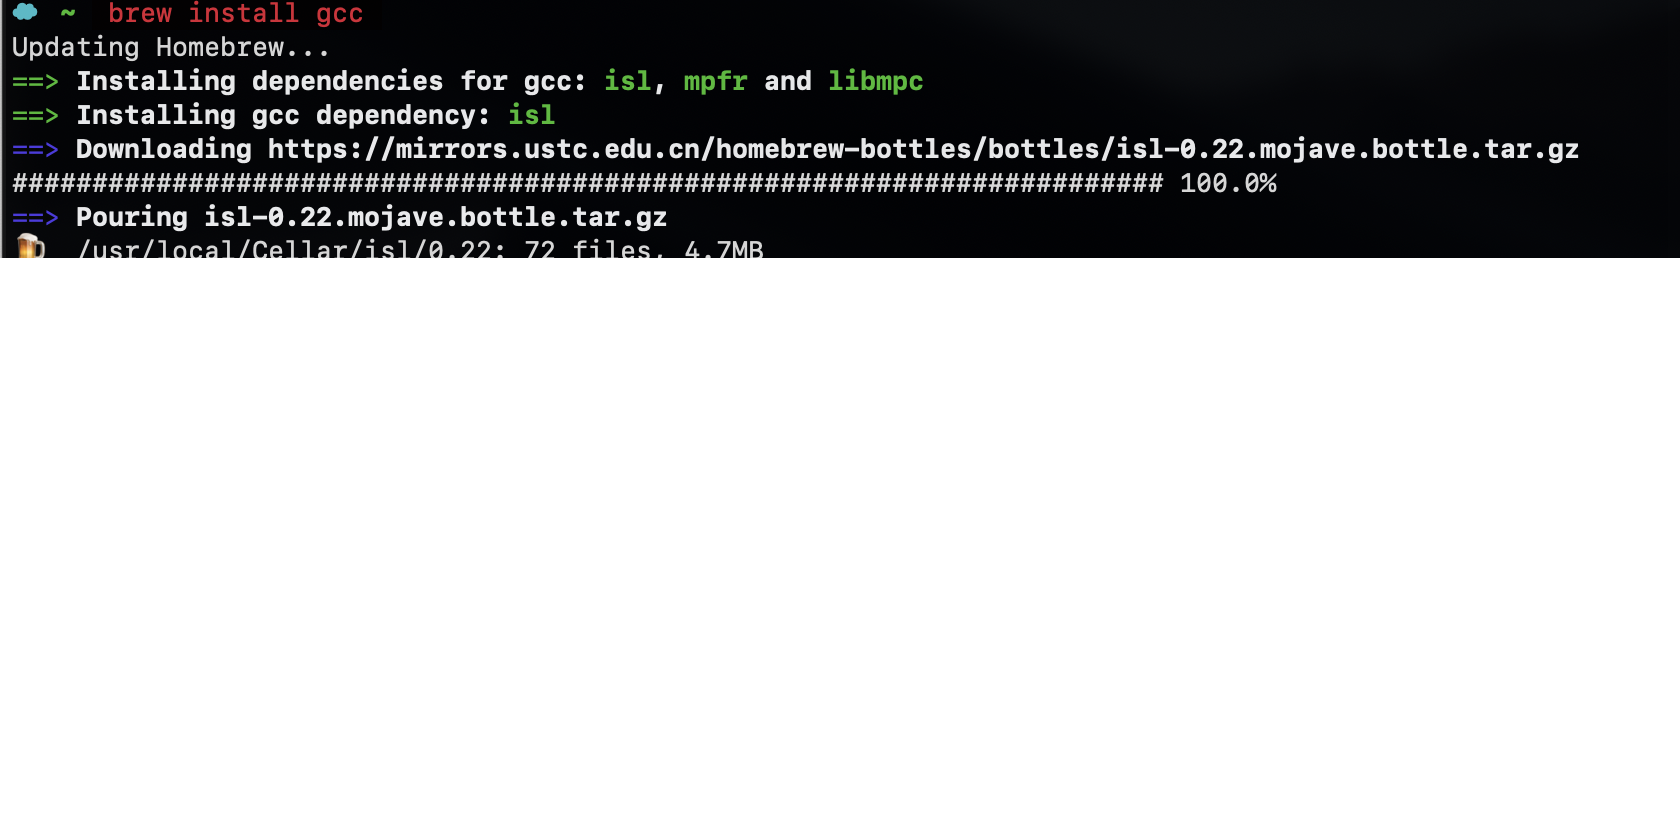 ~ brew install gcc
Updating Homebrew...
==> Installing dependencies for gcc: isl, mpfr and libmpc
==> Installing gcc dependency: isl
==> Downloading https://mirrors.ustc.edu.cn/homebrew-bottles/bottles/isl-0.22.mojave.bottle.tar.gz
######################################################################## 100.0%
==> Pouring isl-0.22.mojave.bottle.tar.gz
🍺 /usr/local/Cellar/isl/0.22: 72 files, 4.7MB